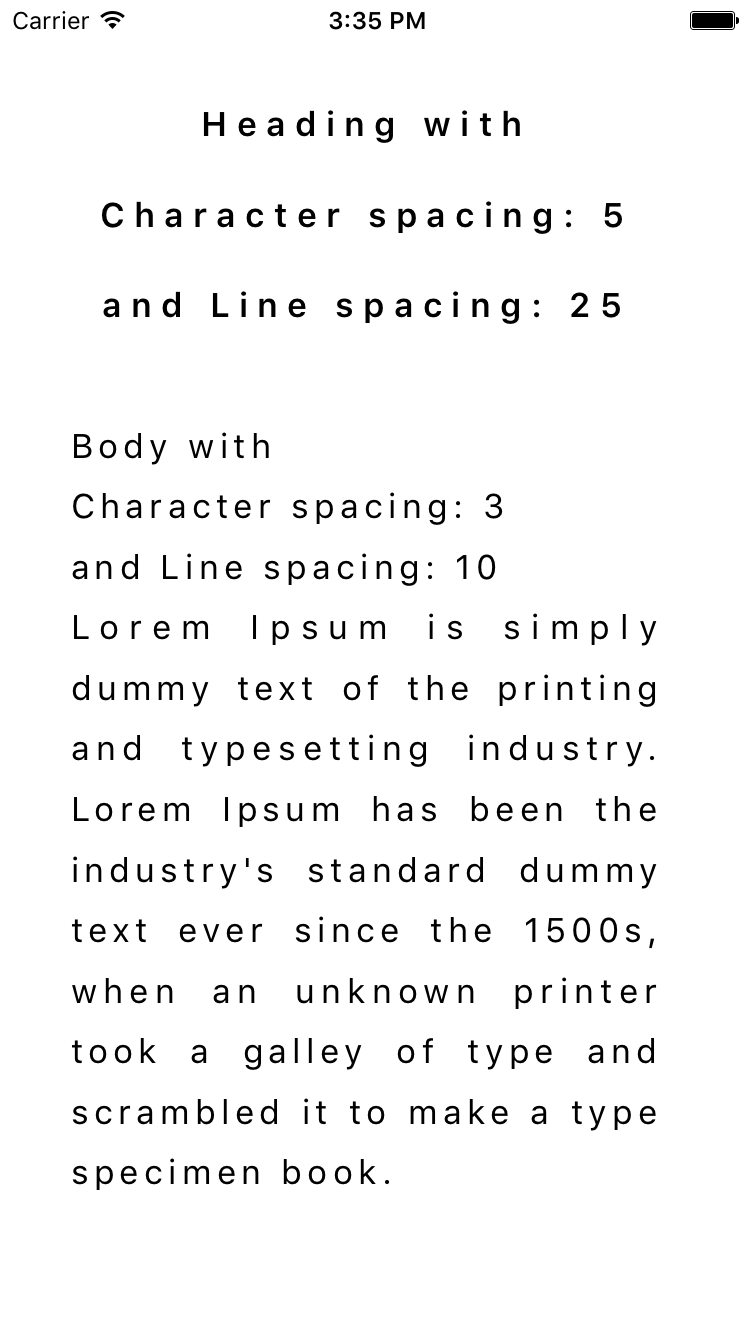 Carrier 3:35 PM
Heading with
Character spacing: 5
and Line spacing: 25
Body with
Character spacing: 3
and Line spacing: 10
Lorem Ipsum is simply
dummy text of the printing
and typesetting industry.
Lorem Ipsum has been the
industry's standard dummy
text ever since the 1500s,
when an unknown printer
took a galley of type and
scrambled it to make a type
specimen book.